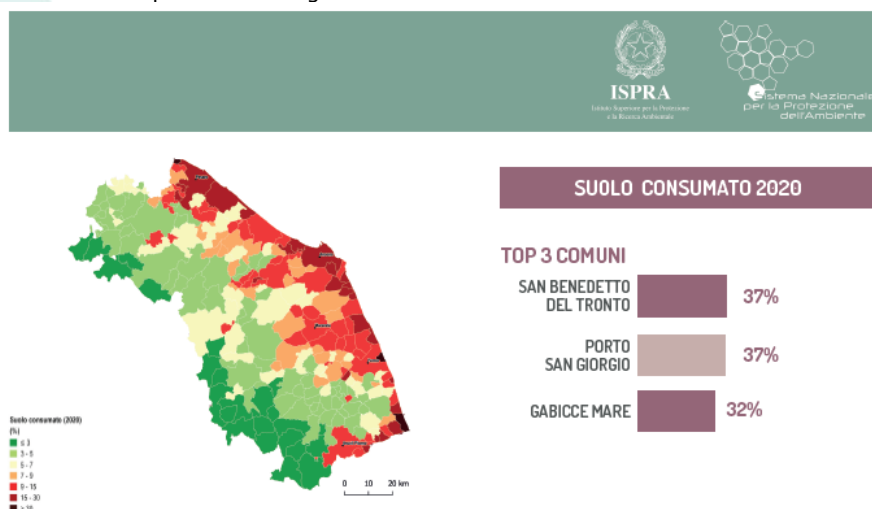 ISPRA
Istituto Superiore per la Protezione
e la Ricerca Ambientale
Sistema Nazionale
per la Protezione
dell'Ambiente
SUOLO CONSUMATO 2020
TOP 3 COMUNI
SAN BENEDETTO
DEL TRONTO
37%
PORTO
SAN GIORGIO
37%
GABICCE MARE
32%
Suolo consumato (2020)
(%)
≤ 3
3 - 5
5 - 7
7 - 9
9 - 15
15 - 30
> 30
0 10 20 km